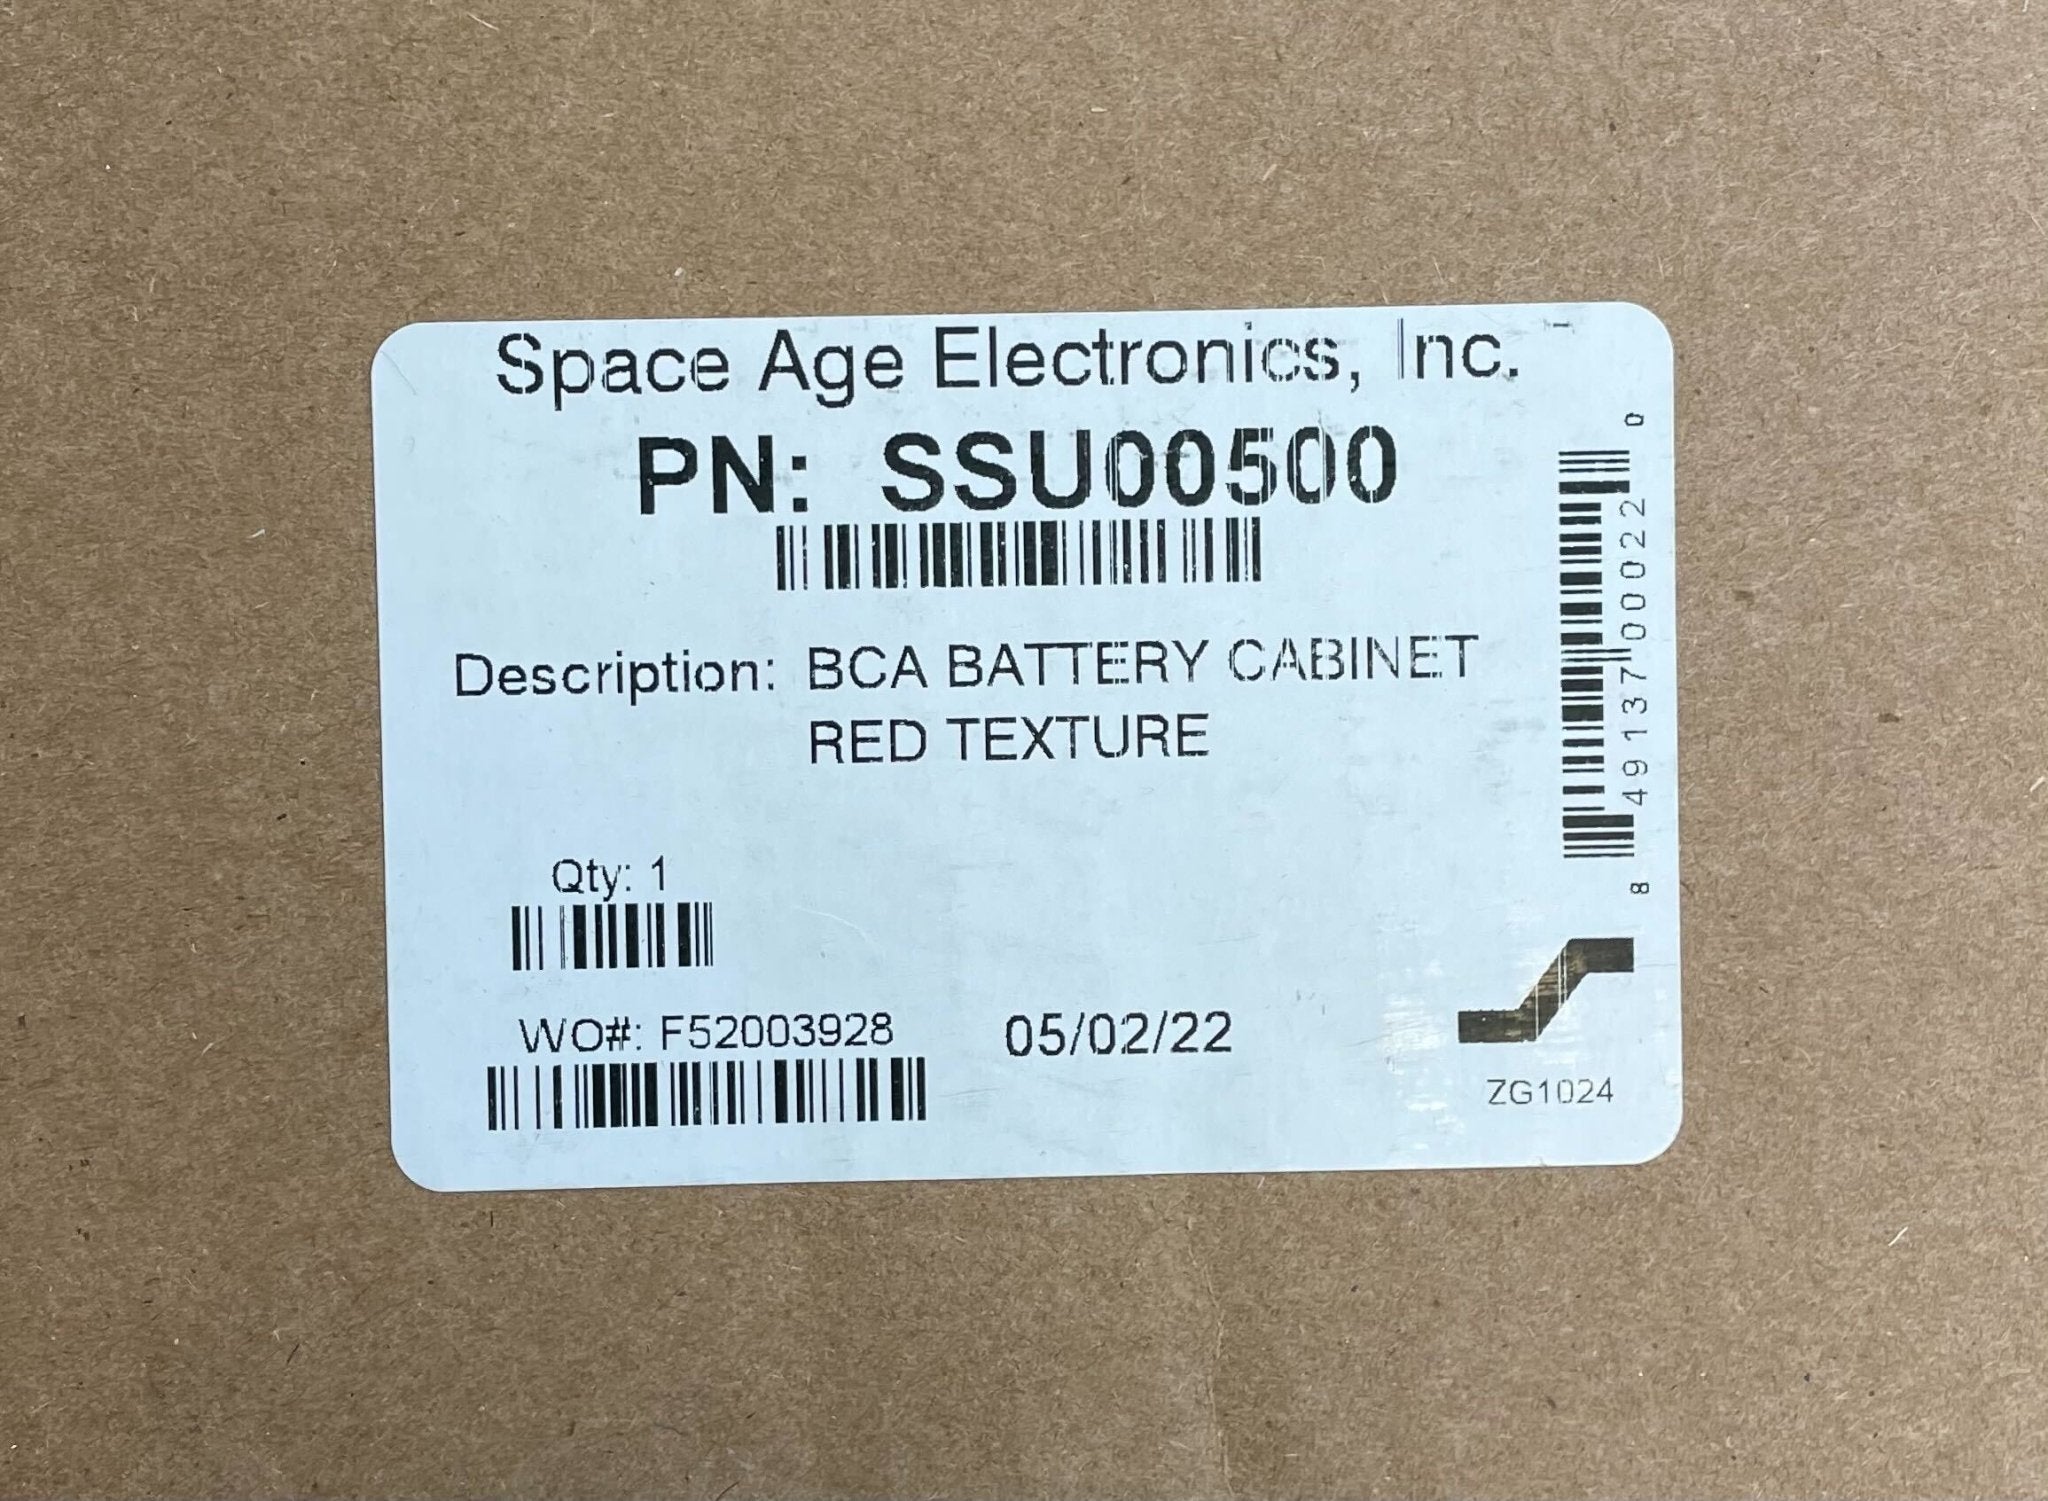 Space Age Electronics, Inc.
PN: SSU00500
Description: BCA BATTERY CABINET
RED TEXTURE
Qty: 1
WO#: F52003928
05/02/22
ZG1024
8 49137 00022 0